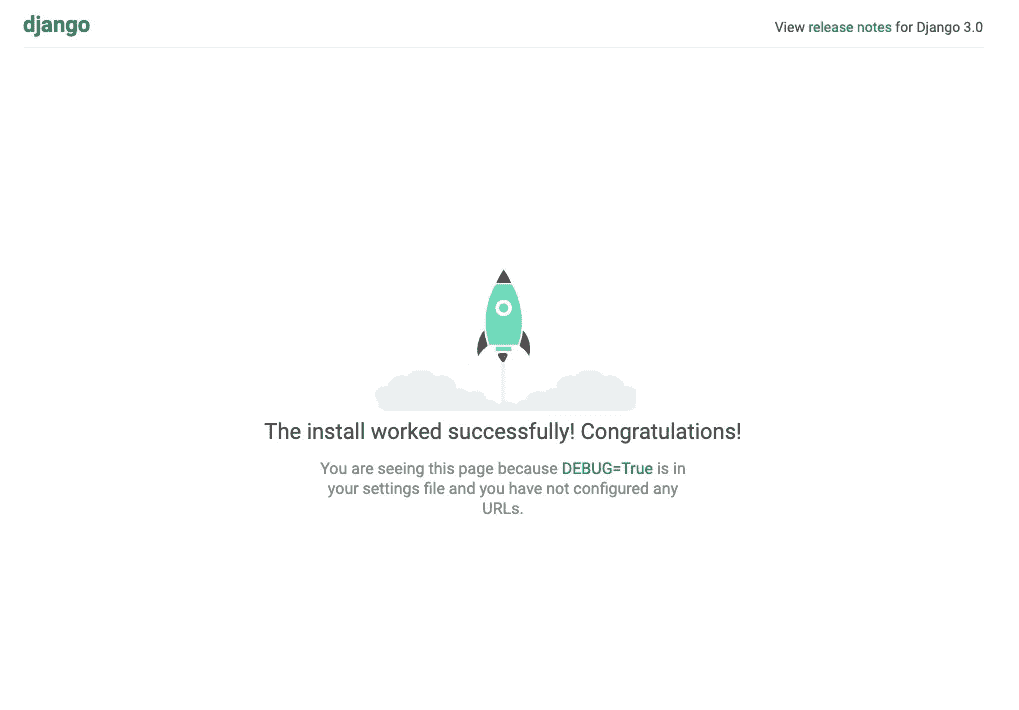 django
View release notes for Django 3.0
The install worked successfully! Congratulations!
You are seeing this page because DEBUG=True is in
your settings file and you have not configured any
URLs.